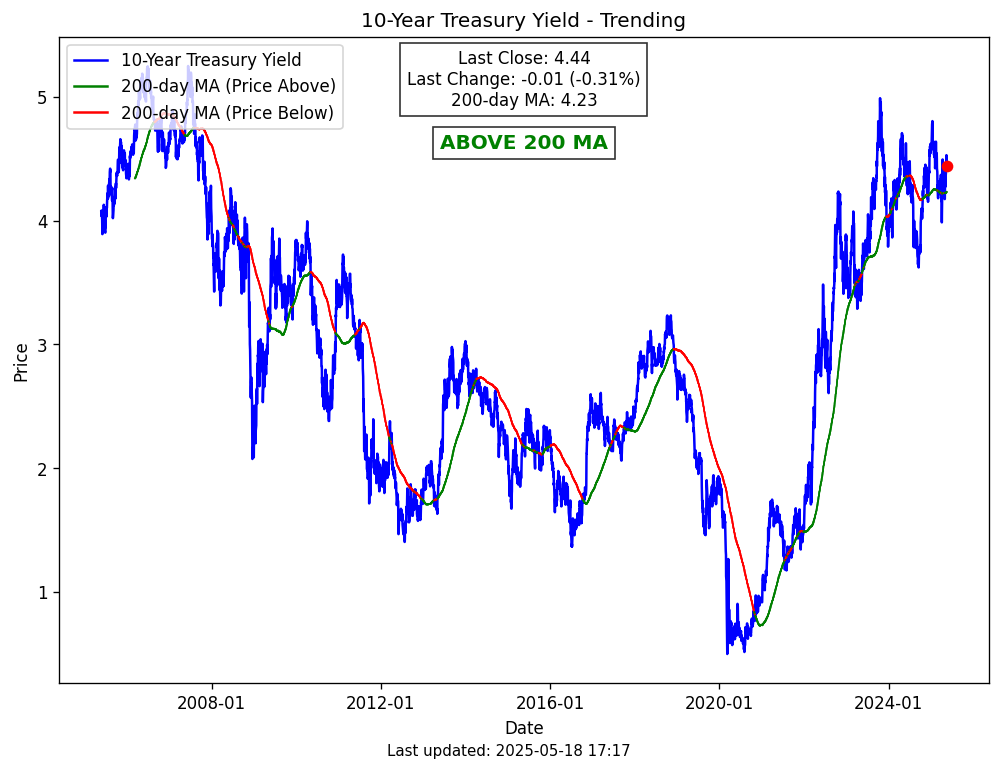 10-Year Treasury Yield - Trending
10-Year Treasury Yield
200-day MA (Price Above)
200-day MA (Price Below)
Last Close: 4.44
Last Change: -0.01 (-0.31%)
200-day MA: 4.23
ABOVE 200 MA
5
4
3
2
1
Price
2008-01
2012-01
2016-01
2020-01
2024-01
Date
Last updated: 2025-05-18 17:17